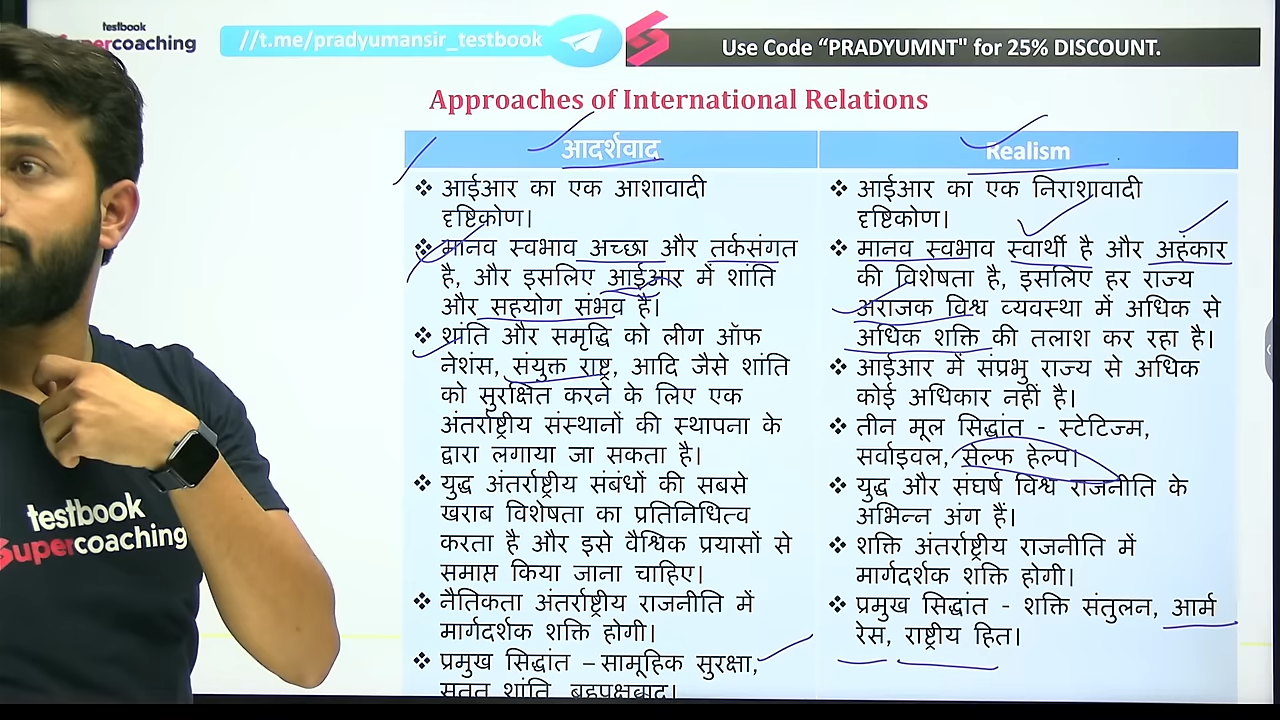 testbook
Supercoaching
//t.me/pradyumansir_testbook
Use Code “PRADYUMNT" for 25% DISCOUNT.
Approaches of International Relations
आदर्शवाद
❖ आईआर का एक आशावादी
दृष्टिकोण।
❖ मानव स्वभाव अच्छा और तर्कसंगत
है, और इसलिए आईआर में शांति
और सहयोग संभव है।
❖ शांति और समृद्धि को लीग ऑफ
नेशंस, संयुक्त राष्ट्र, आदि जैसे शांति
को सुरक्षित करने के लिए एक
अंतर्राष्ट्रीय संस्थानों की स्थापना के
द्वारा लगाया जा सकता है।
❖ युद्ध अंतर्राष्ट्रीय संबंधों की सबसे
खराब विशेषता का प्रतिनिधित्व
करता है और इसे वैश्विक प्रयासों से
समाप्त किया जाना चाहिए।
❖ नैतिकता अंतर्राष्ट्रीय राजनीति में
मार्गदर्शक शक्ति होगी।
❖ प्रमुख सिद्धांत – सामूहिक सुरक्षा,
सतत शांति, बहुपक्षवाद।
Realism
❖ आईआर का एक निराशावादी
दृष्टिकोण।
❖ मानव स्वभाव स्वार्थी है और अहंकार
की विशेषता है, इसलिए हर राज्य
अराजक विश्व व्यवस्था में अधिक से
अधिक शक्ति की तलाश कर रहा है।
❖ आईआर में संप्रभु राज्य से अधिक
कोई अधिकार नहीं है।
❖ तीन मूल सिद्धांत - स्टेटिज्म,
सर्वाइवल, सेल्फ हेल्प।
❖ युद्ध और संघर्ष विश्व राजनीति के
अभिन्न अंग हैं।
❖ शक्ति अंतर्राष्ट्रीय राजनीति में
मार्गदर्शक शक्ति होगी।
❖ प्रमुख सिद्धांत - शक्ति संतुलन, आर्म
रेस, राष्ट्रीय हित।
testbook
Supercoaching